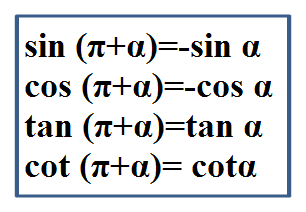 sin (π+α)=-sin α
cos (π+α)=-cos α
tan (π+α)=tan α
cot (π+α)= cotα